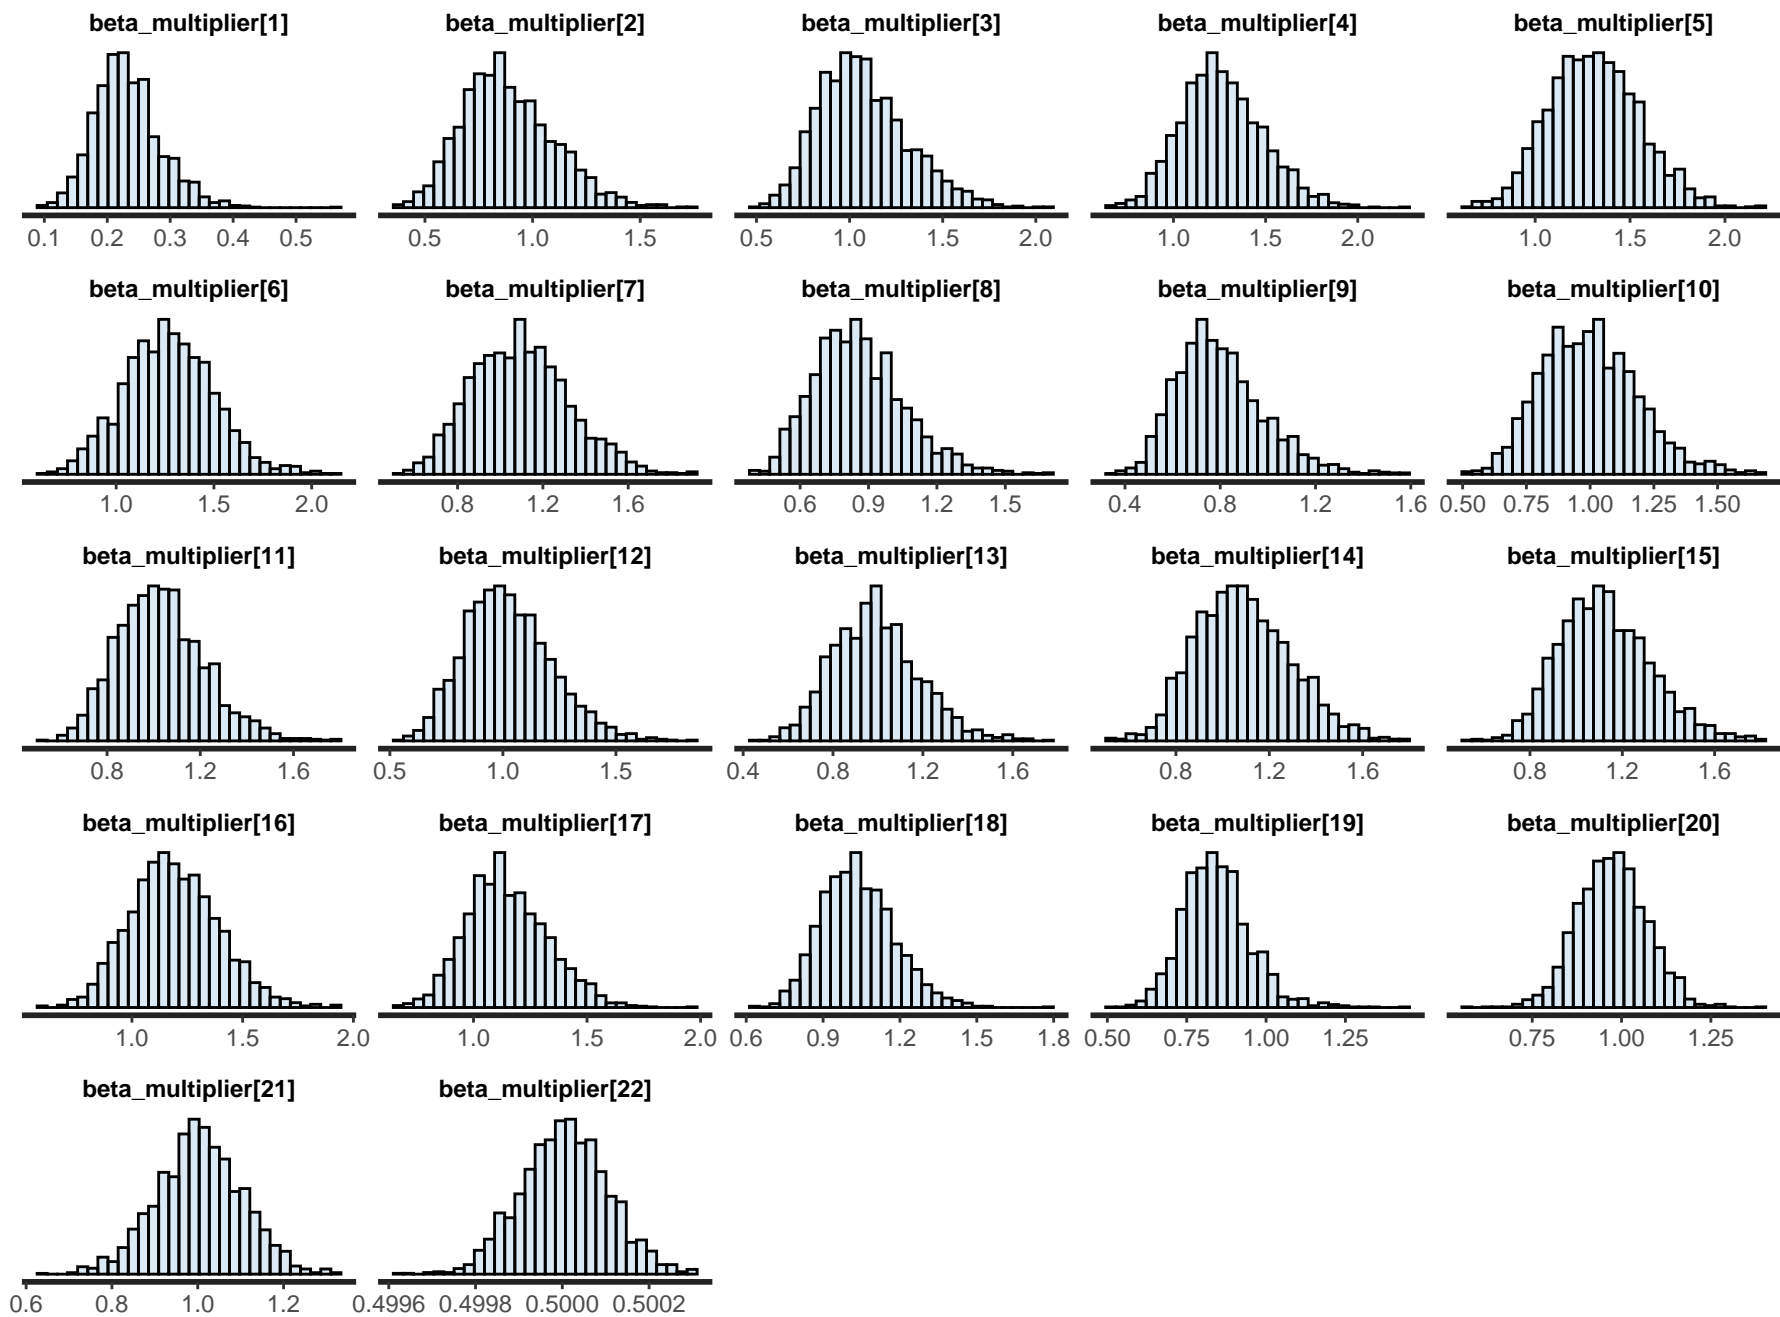 beta_multiplier[1] beta_multiplier[2] beta_multiplier[3] beta_multiplier[4] beta_multiplier[5]
0.1 0.2 0.3 0.4 0.5 0.5 1.0 1.5 0.5 1.0 1.5 2.0 1.0 1.5 2.0 1.0 1.5 2.0
beta_multiplier[6] beta_multiplier[7] beta_multiplier[8] beta_multiplier[9] beta_multiplier[10]
1.0 1.5 2.0 0.8 1.2 1.6 0.6 0.9 1.2 1.5 0.4 0.8 1.2 1.6 0.50 0.75 1.00 1.25 1.50
beta_multiplier[11] beta_multiplier[12] beta_multiplier[13] beta_multiplier[14] beta_multiplier[15]
0.8 1.2 1.6 0.5 1.0 1.5 0.4 0.8 1.2 1.6 0.8 1.2 1.6 0.8 1.2 1.6
beta_multiplier[16] beta_multiplier[17] beta_multiplier[18] beta_multiplier[19] beta_multiplier[20]
1.0 1.5 2.0 1.0 1.5 2.0 0.6 0.9 1.2 1.5 1.8 0.50 0.75 1.00 1.25 0.75 1.00 1.25
beta_multiplier[21] beta_multiplier[22]
0.6 0.8 1.0 1.2 0.4996 0.4998 0.5000 0.5002